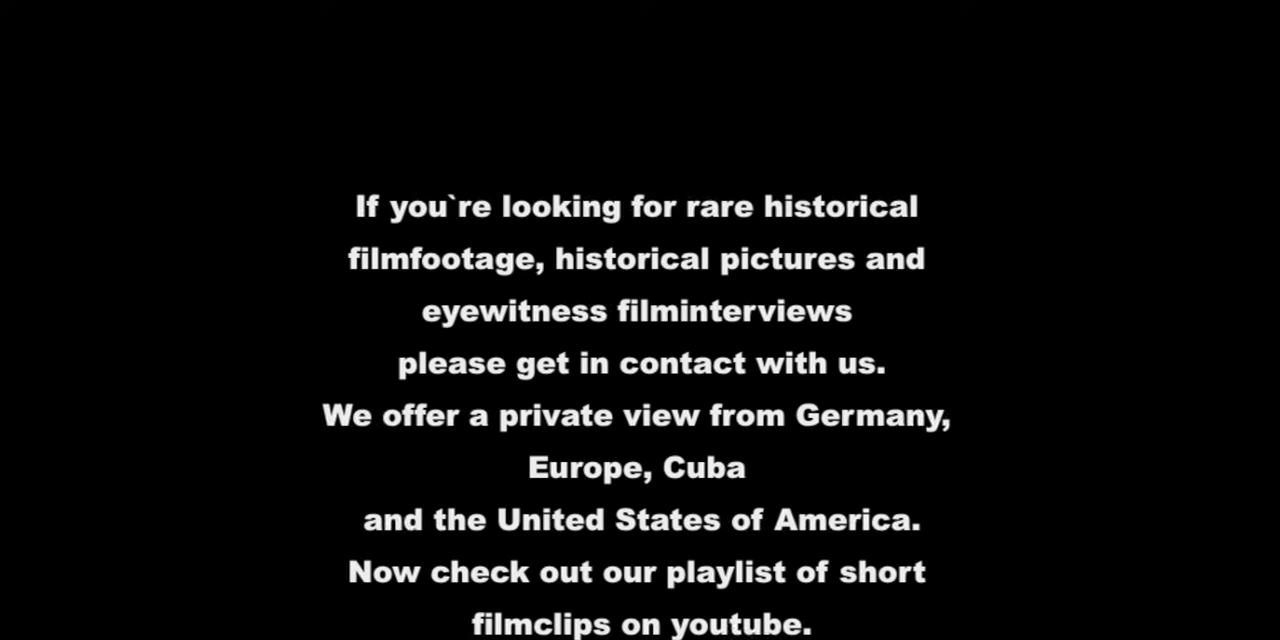 If you`re looking for rare historical
filmfootage, historical pictures and
eyewitness filminterviews
please get in contact with us.
We offer a private view from Germany,
Europe, Cuba
and the United States of America.
Now check out our playlist of short
filmclips on youtube.